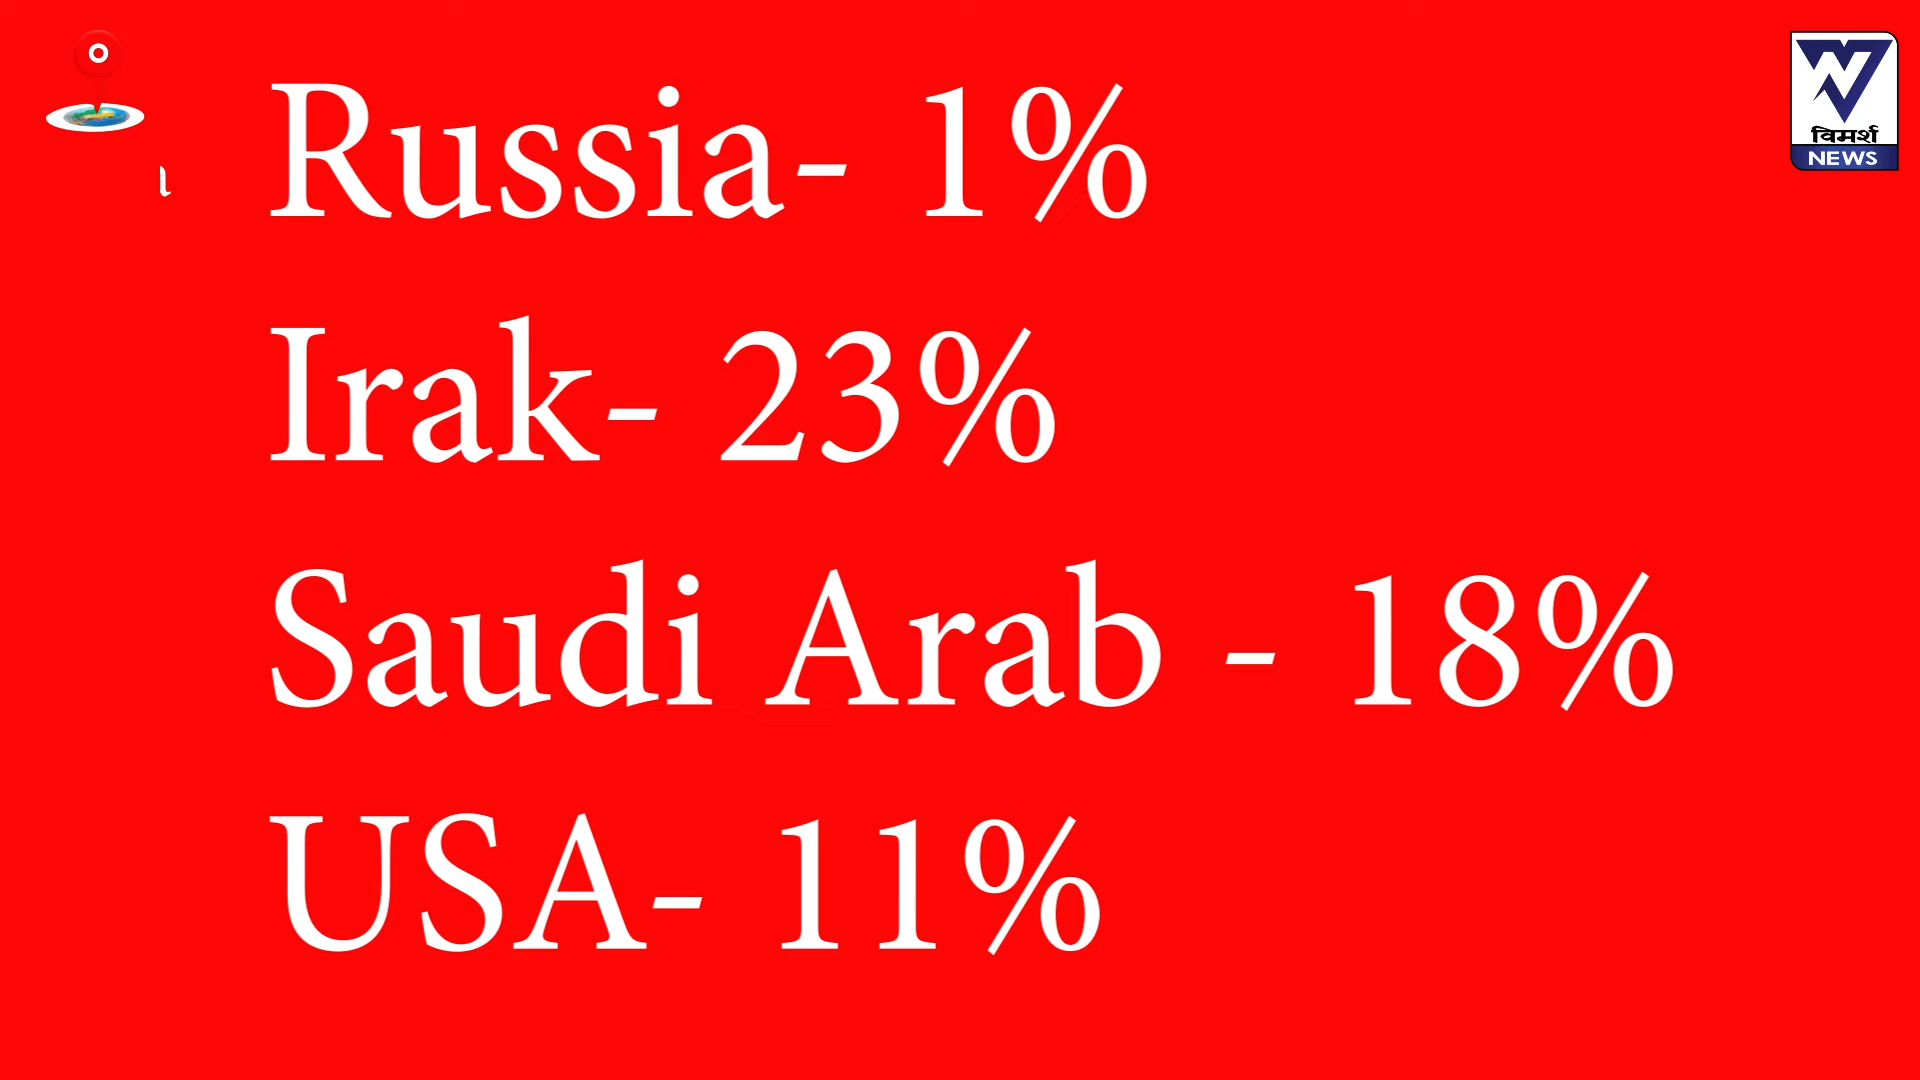 Russia- 1%
Irak- 23%
Saudi Arab - 18%
USA- 11%
विमर्श
NEWS